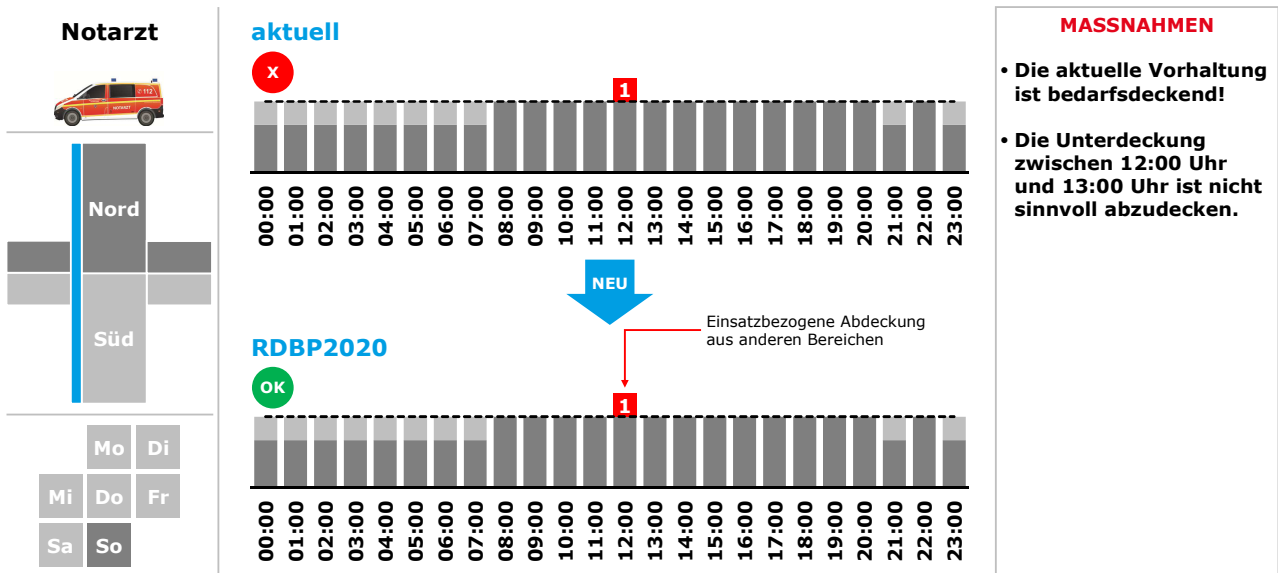 Notarzt
112
NOTARZT
Nord
Süd
Mo Di
Mi Do Fr
Sa So
aktuell
X
1
00:00 01:00 02:00 03:00 04:00 05:00 06:00 07:00 08:00 09:00 10:00 11:00 12:00 13:00 14:00 15:00 16:00 17:00 18:00 19:00 20:00 21:00 22:00 23:00
NEU
Einsatzbezogene Abdeckung
aus anderen Bereichen
RDBP2020
OK
1
00:00 01:00 02:00 03:00 04:00 05:00 06:00 07:00 08:00 09:00 10:00 11:00 12:00 13:00 14:00 15:00 16:00 17:00 18:00 19:00 20:00 21:00 22:00 23:00
MASSNAHMEN
• Die aktuelle Vorhaltung
ist bedarfsdeckend!
• Die Unterdeckung
zwischen 12:00 Uhr
und 13:00 Uhr ist nicht
sinnvoll abzudecken.